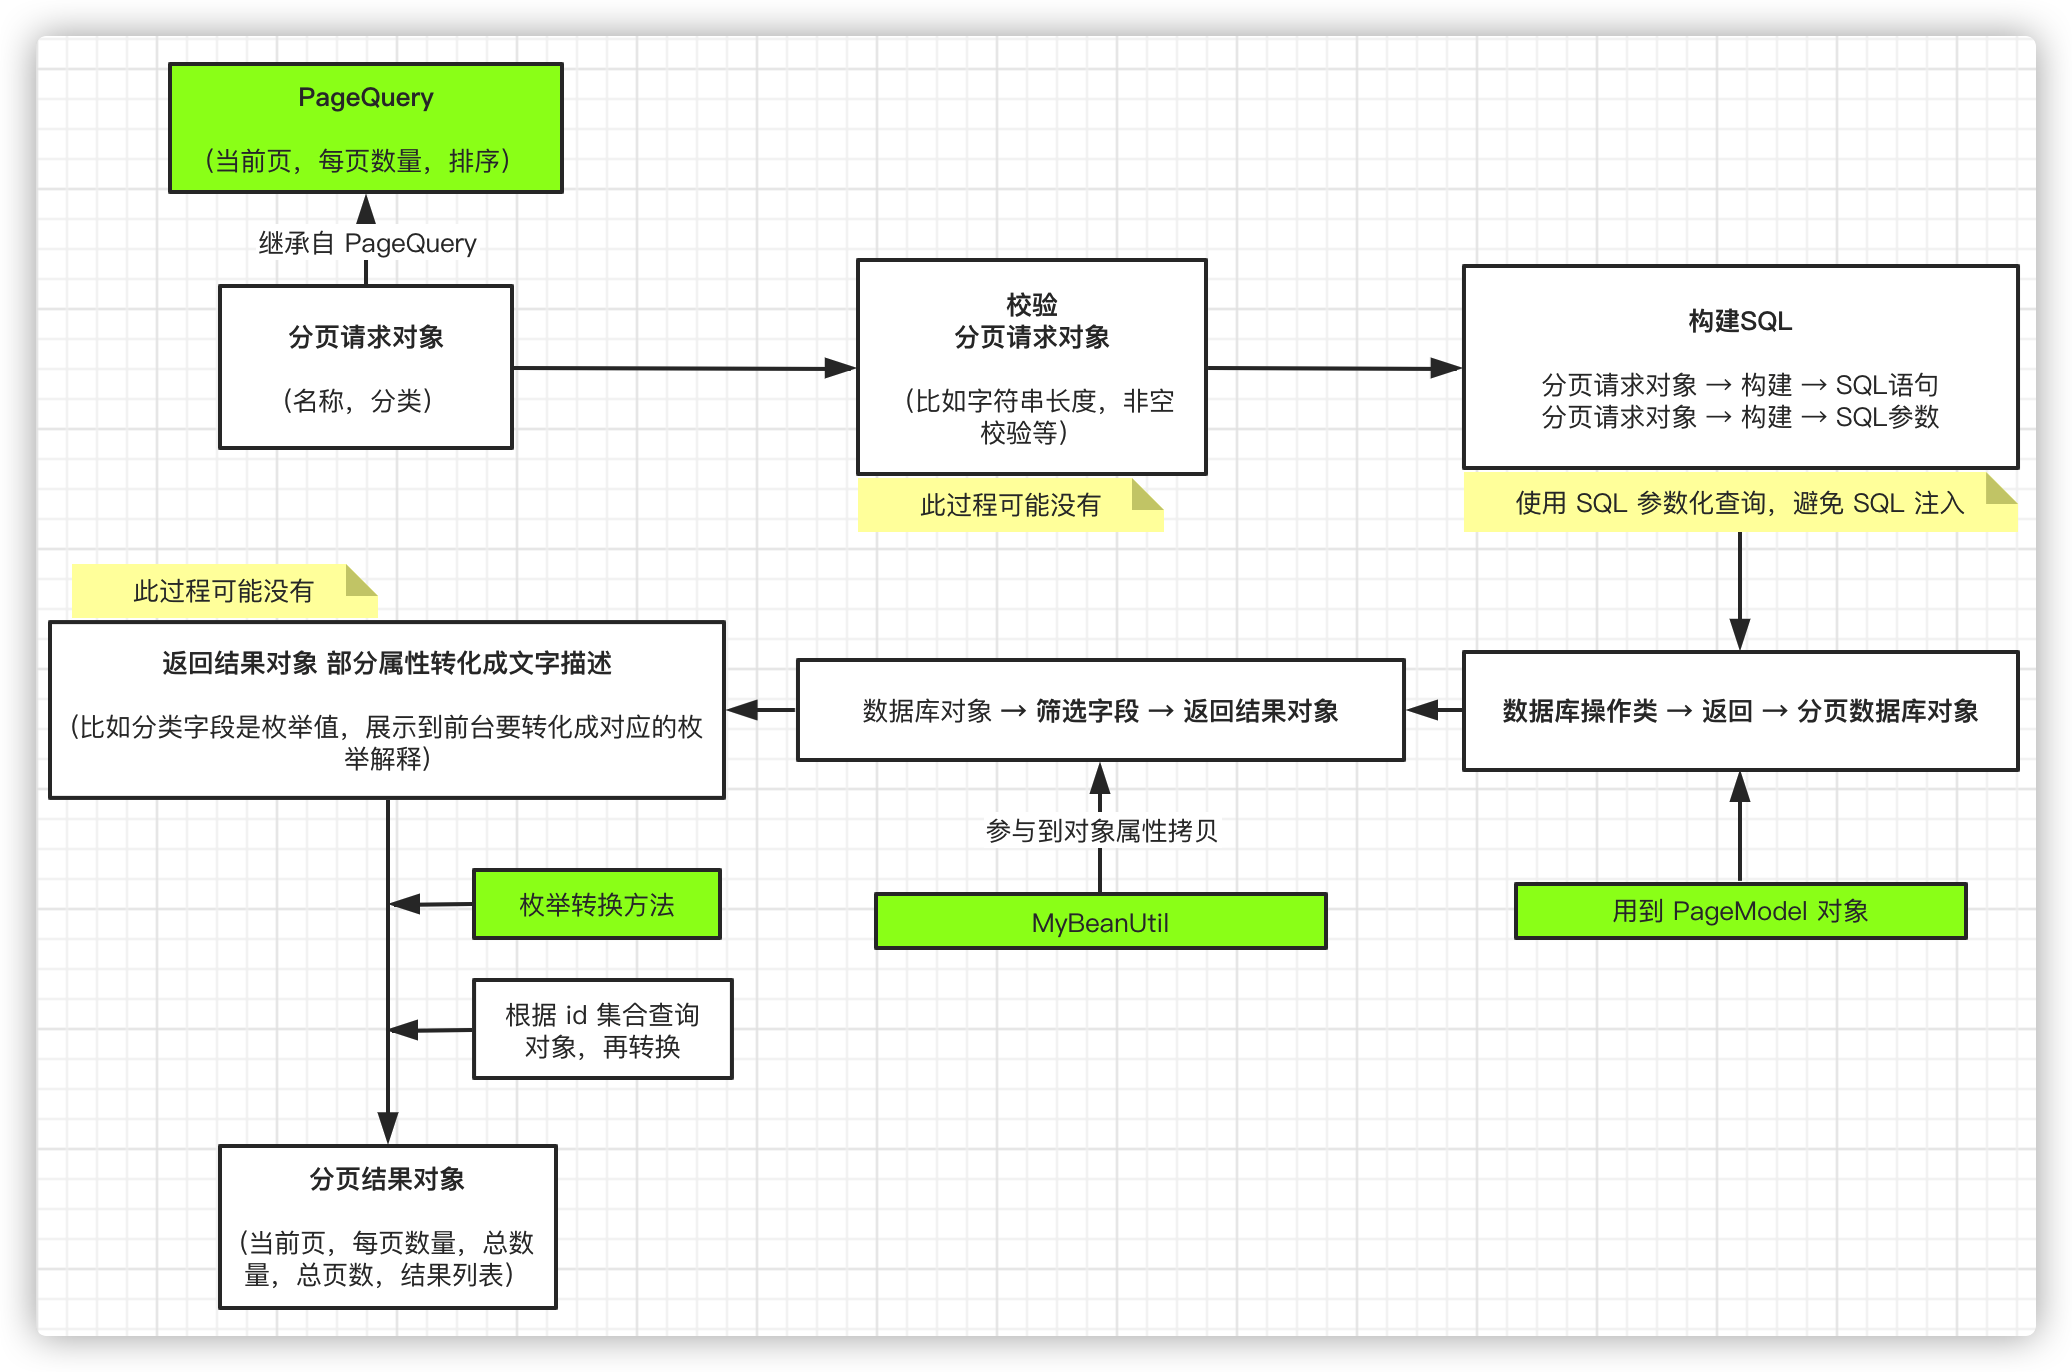 PageQuery
（当前页，每页数量，排序）
继承自 PageQuery
分页请求对象
（名称，分类）
校验
分页请求对象
（比如字符串长度，非空
校验等）
此过程可能没有
构建SQL
分页请求对象 → 构建 → SQL语句
分页请求对象 → 构建 → SQL参数
使用 SQL 参数化查询，避免 SQL 注入
此过程可能没有
返回结果对象 部分属性转化成文字描述
（比如分类字段是枚举值，展示到前台要转化成对应的枚
举解释）
数据库对象 → 筛选字段 → 返回结果对象
数据库操作类 → 返回 → 分页数据库对象
参与到对象属性拷贝
MyBeanUtil
用到 PageModel 对象
枚举转换方法
根据 id 集合查询
对象，再转换
分页结果对象
（当前页，每页数量，总数
量，总页数，结果列表）